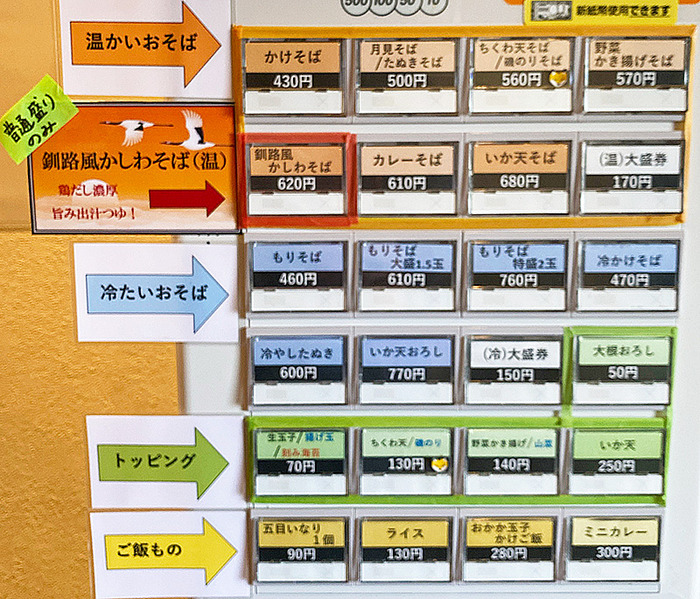 500 100 50 10
新紙幣使用できます
温かいおそば
かけそば
430円
月見そば
/たぬきそば
500円
ちくわ天そば
/磯のりそば
560円
野菜
かき揚げそば
570円
普通盛り
のみ
釧路風かしわそば(温)
鶏だし濃厚
旨み出汁つゆ!
釧路風
かしわそば
620円
カレーそば
610円
いか天そば
680円
(温)大盛券
170円
冷たいおそば
もりそば
460円
もりそば
大盛1.5玉
610円
もりそば
特盛2玉
760円
冷かけそば
470円
冷やしたぬき
600円
いか天おろし
770円
(冷)大盛券
150円
大根おろし
50円
トッピング
生玉子/揚げ玉
/刻み海苔
70円
ちくわ天/磯のり
130円
野菜かき揚げ/山菜
140円
いか天
250円
ご飯もの
五目いなり
1個
90円
ライス
130円
おかか玉子
かけご飯
280円
ミニカレー
300円